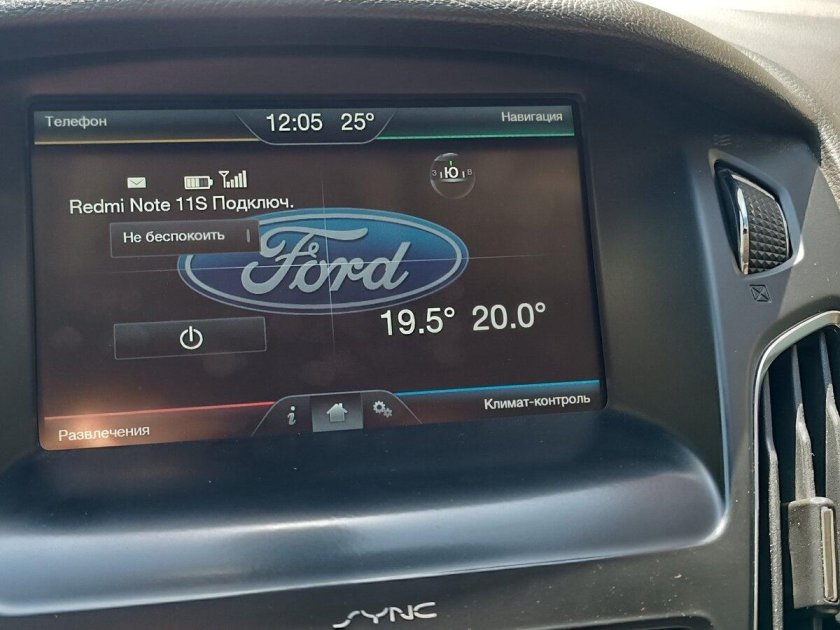 Телефон
12:05 25°
Навигация
З Ю В
Redmi Note 11S Подключ.
Не беспокоить
Ford
19.5° 20.0°
Развлечения
i
Климат-контроль
SYNC